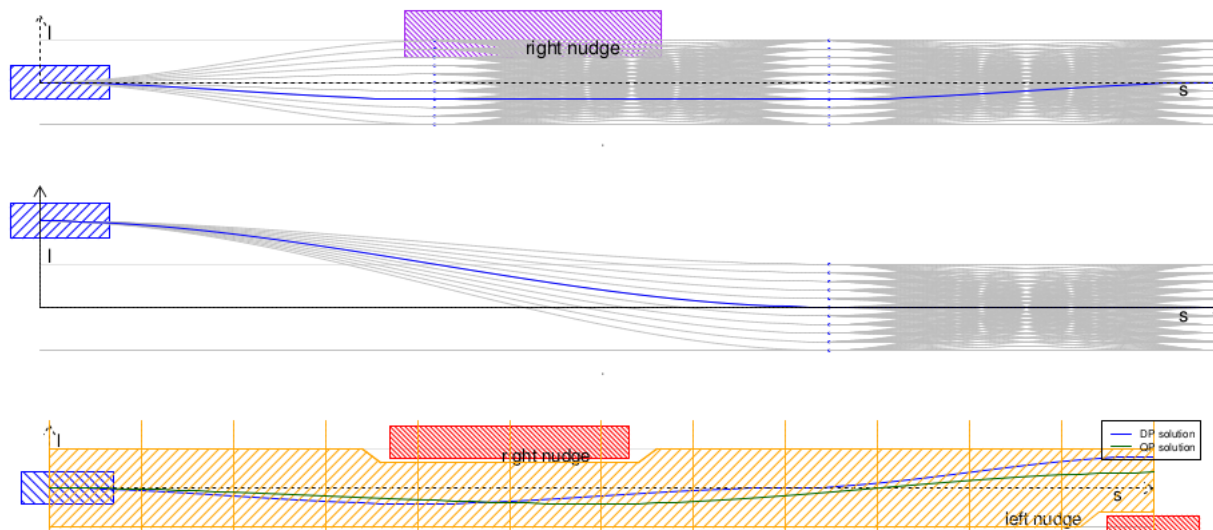 l
right nudge
s
l
s
l
DP solution
QP solution
right nudge
s
left nudge